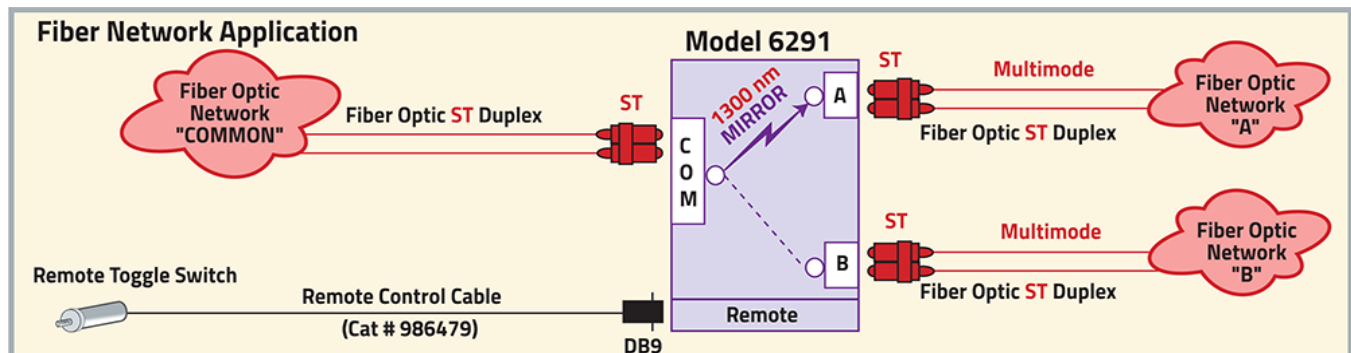 Fiber Network Application
Fiber Optic
Network
"COMMON"
Fiber Optic ST Duplex
ST
Model 6291
1300 nm
MIRROR
C
O
M
A
B
Remote
ST
Multimode
Fiber Optic ST Duplex
Fiber Optic
Network
"A"
ST
Multimode
Fiber Optic ST Duplex
Fiber Optic
Network
"B"
Remote Toggle Switch
Remote Control Cable
(Cat # 986479)
DB9